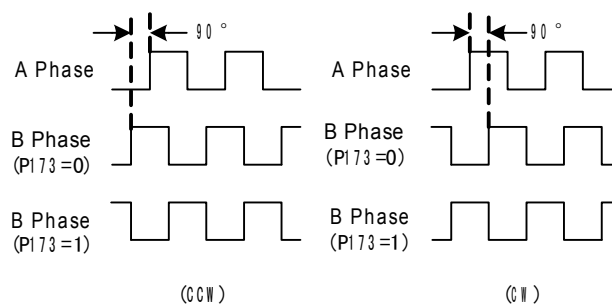 90°
90°
A Phase
A Phase
B Phase
(P173=0)
B Phase
(P173=0)
B Phase
(P173=1)
B Phase
(P173=1)
(CCW)
(CW)